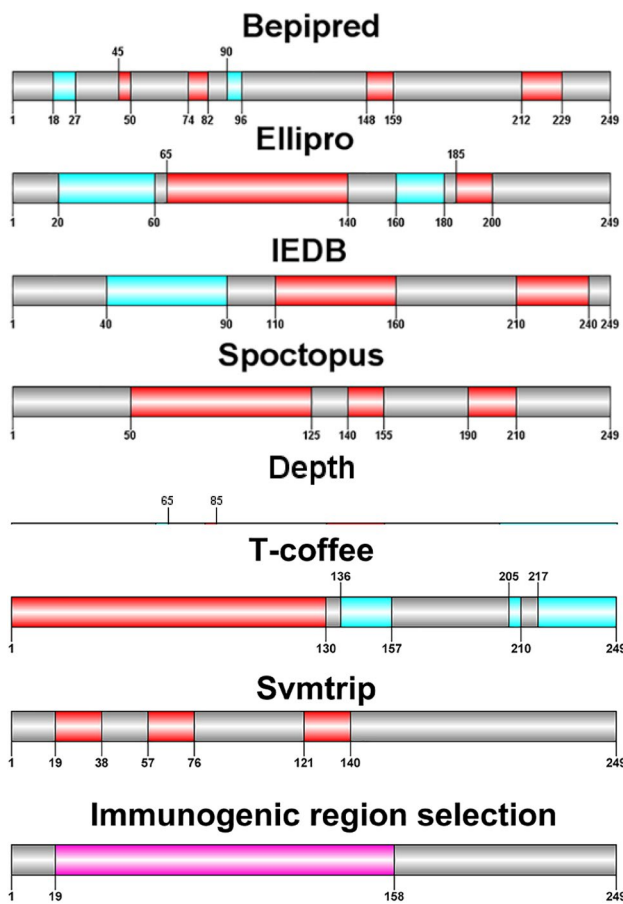 Bepipred
45 90
1 18 27 50 74 82 96 148 159 212 229 249
Ellipro
65 185
1 20 60 140 160 180 200 249
IEDB
1 40 90 110 160 210 240 249
Spoctopus
1 50 125 140 155 190 210 249
Depth
65 85
T-coffee
136 205 217
1 130 157 210 249
Svmtrip
1 19 38 57 76 121 140 249
Immunogenic region selection
1 19 158 249